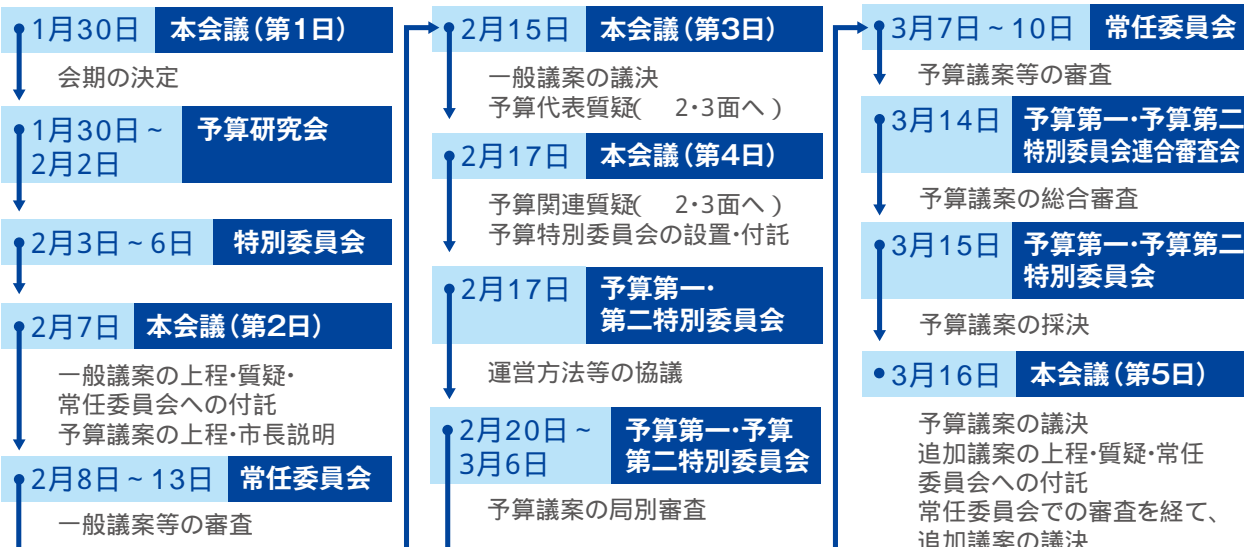 1月30日 本会議（第1日）
会期の決定
1月30日～
2月2日
予算研究会
2月3日～6日 特別委員会
2月7日 本会議（第2日）
一般議案の上程・質疑・
常任委員会への付託
予算議案の上程・市長説明
2月8日～13日 常任委員会
一般議案等の審査
2月15日 本会議（第3日）
一般議案の議決
予算代表質疑(　2・3面へ)
2月17日 本会議（第4日）
予算関連質疑(　2・3面へ)
予算特別委員会の設置・付託
2月17日 予算第一・
第二特別委員会
運営方法等の協議
2月20日～ 予算第一・予算
3月6日 第二特別委員会
予算議案の局別審査
3月7日～10日 常任委員会
予算議案等の審査
3月14日 予算第一・予算第二
特別委員会連合審査会
予算議案の総合審査
3月15日 予算第一・予算第二
特別委員会
予算議案の採決
3月16日 本会議（第5日）
予算議案の議決
追加議案の上程・質疑・常任
委員会への付託
常任委員会での審査を経て、
追加議案の議決